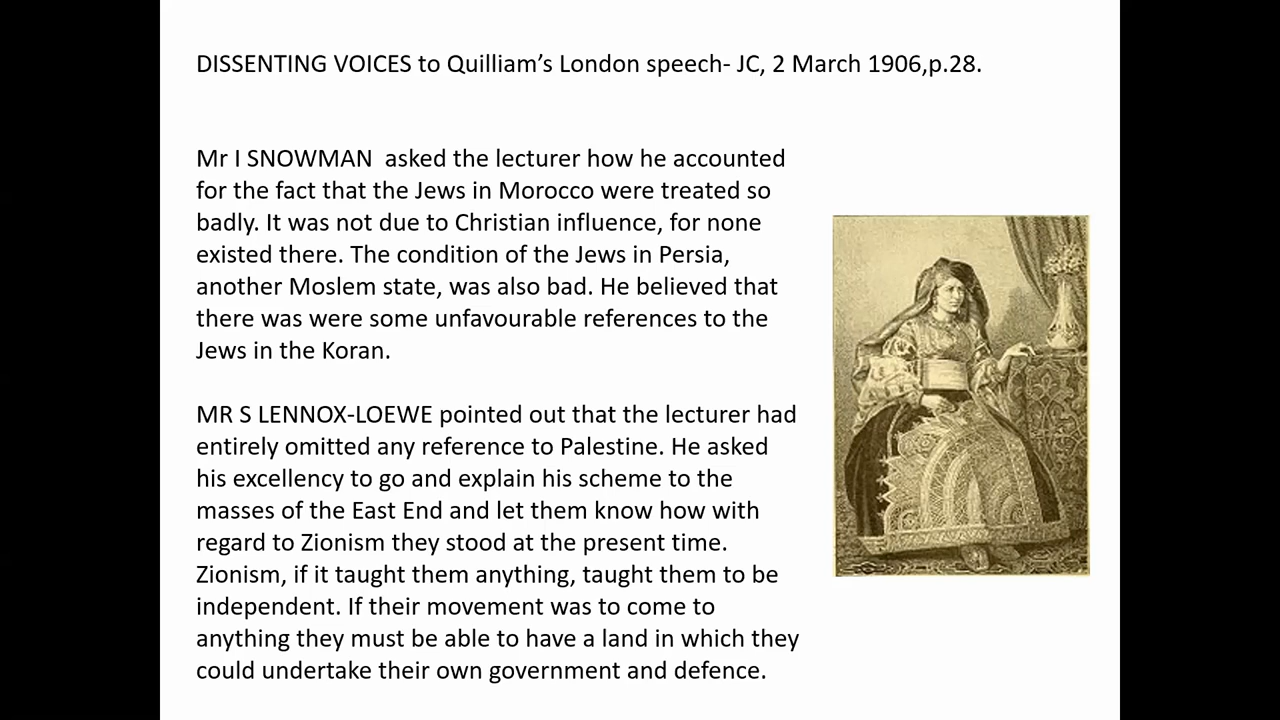 DISSENTING VOICES to Quilliam’s London speech- JC, 2 March 1906,p.28.
Mr I SNOWMAN  asked the lecturer how he accounted
for the fact that the Jews in Morocco were treated so
badly. It was not due to Christian influence, for none
existed there. The condition of the Jews in Persia,
another Moslem state, was also bad. He believed that
there was were some unfavourable references to the
Jews in the Koran.
MR S LENNOX-LOEWE pointed out that the lecturer had
entirely omitted any reference to Palestine. He asked
his excellency to go and explain his scheme to the
masses of the East End and let them know how with
regard to Zionism they stood at the present time.
Zionism, if it taught them anything, taught them to be
independent. If their movement was to come to
anything they must be able to have a land in which they
could undertake their own government and defence.